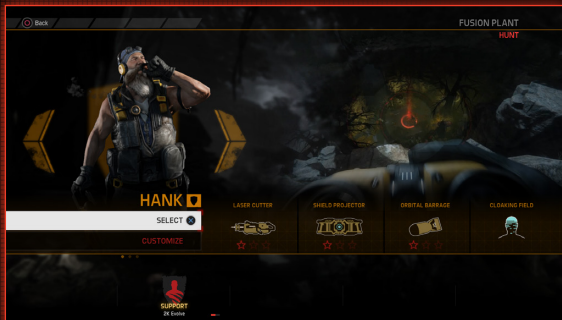 Back
FUSION PLANT
HUNT
HANK
SELECT
CUSTOMIZE
LASER CUTTER
SHIELD PROJECTOR
ORBITAL BARRAGE
CLOAKING FIELD
SUPPORT
2K Evolve